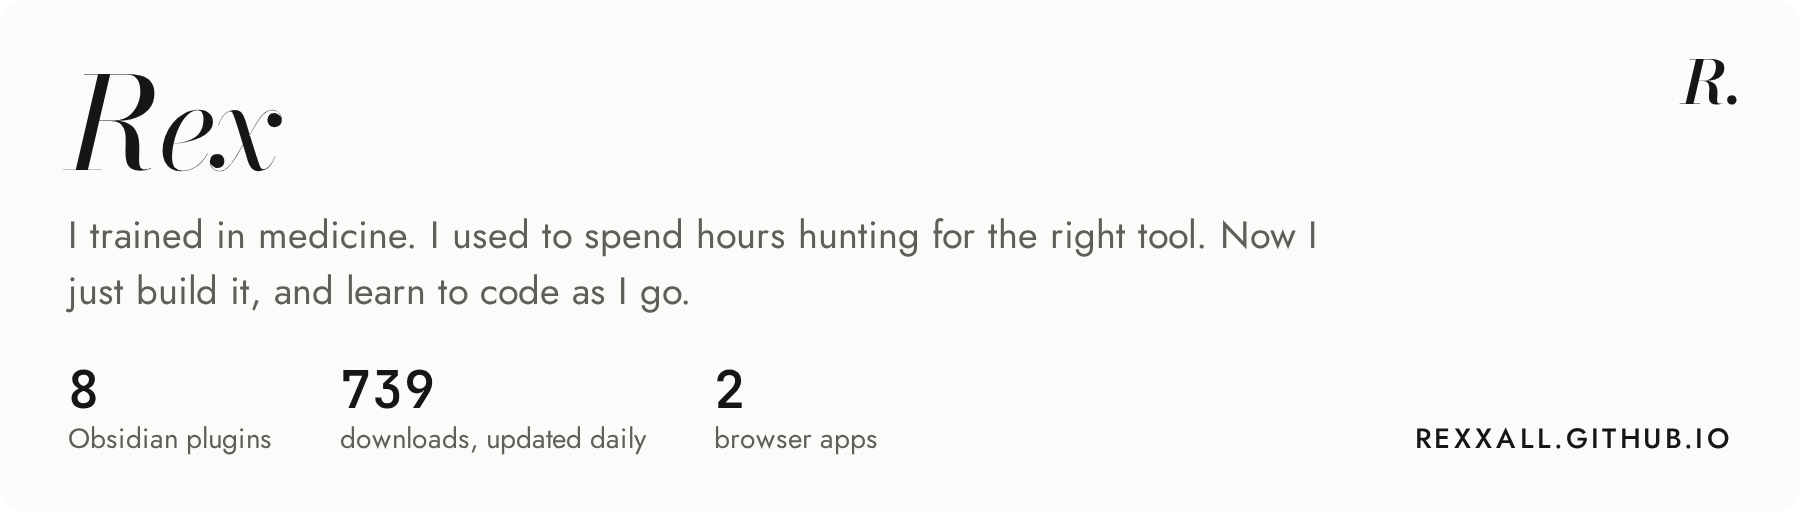 Rex
R.
I trained in medicine. I used to spend hours hunting for the right tool. Now I
just build it, and learn to code as I go.
8
Obsidian plugins
739
downloads, updated daily
2
browser apps
REXXALL.GITHUB.IO